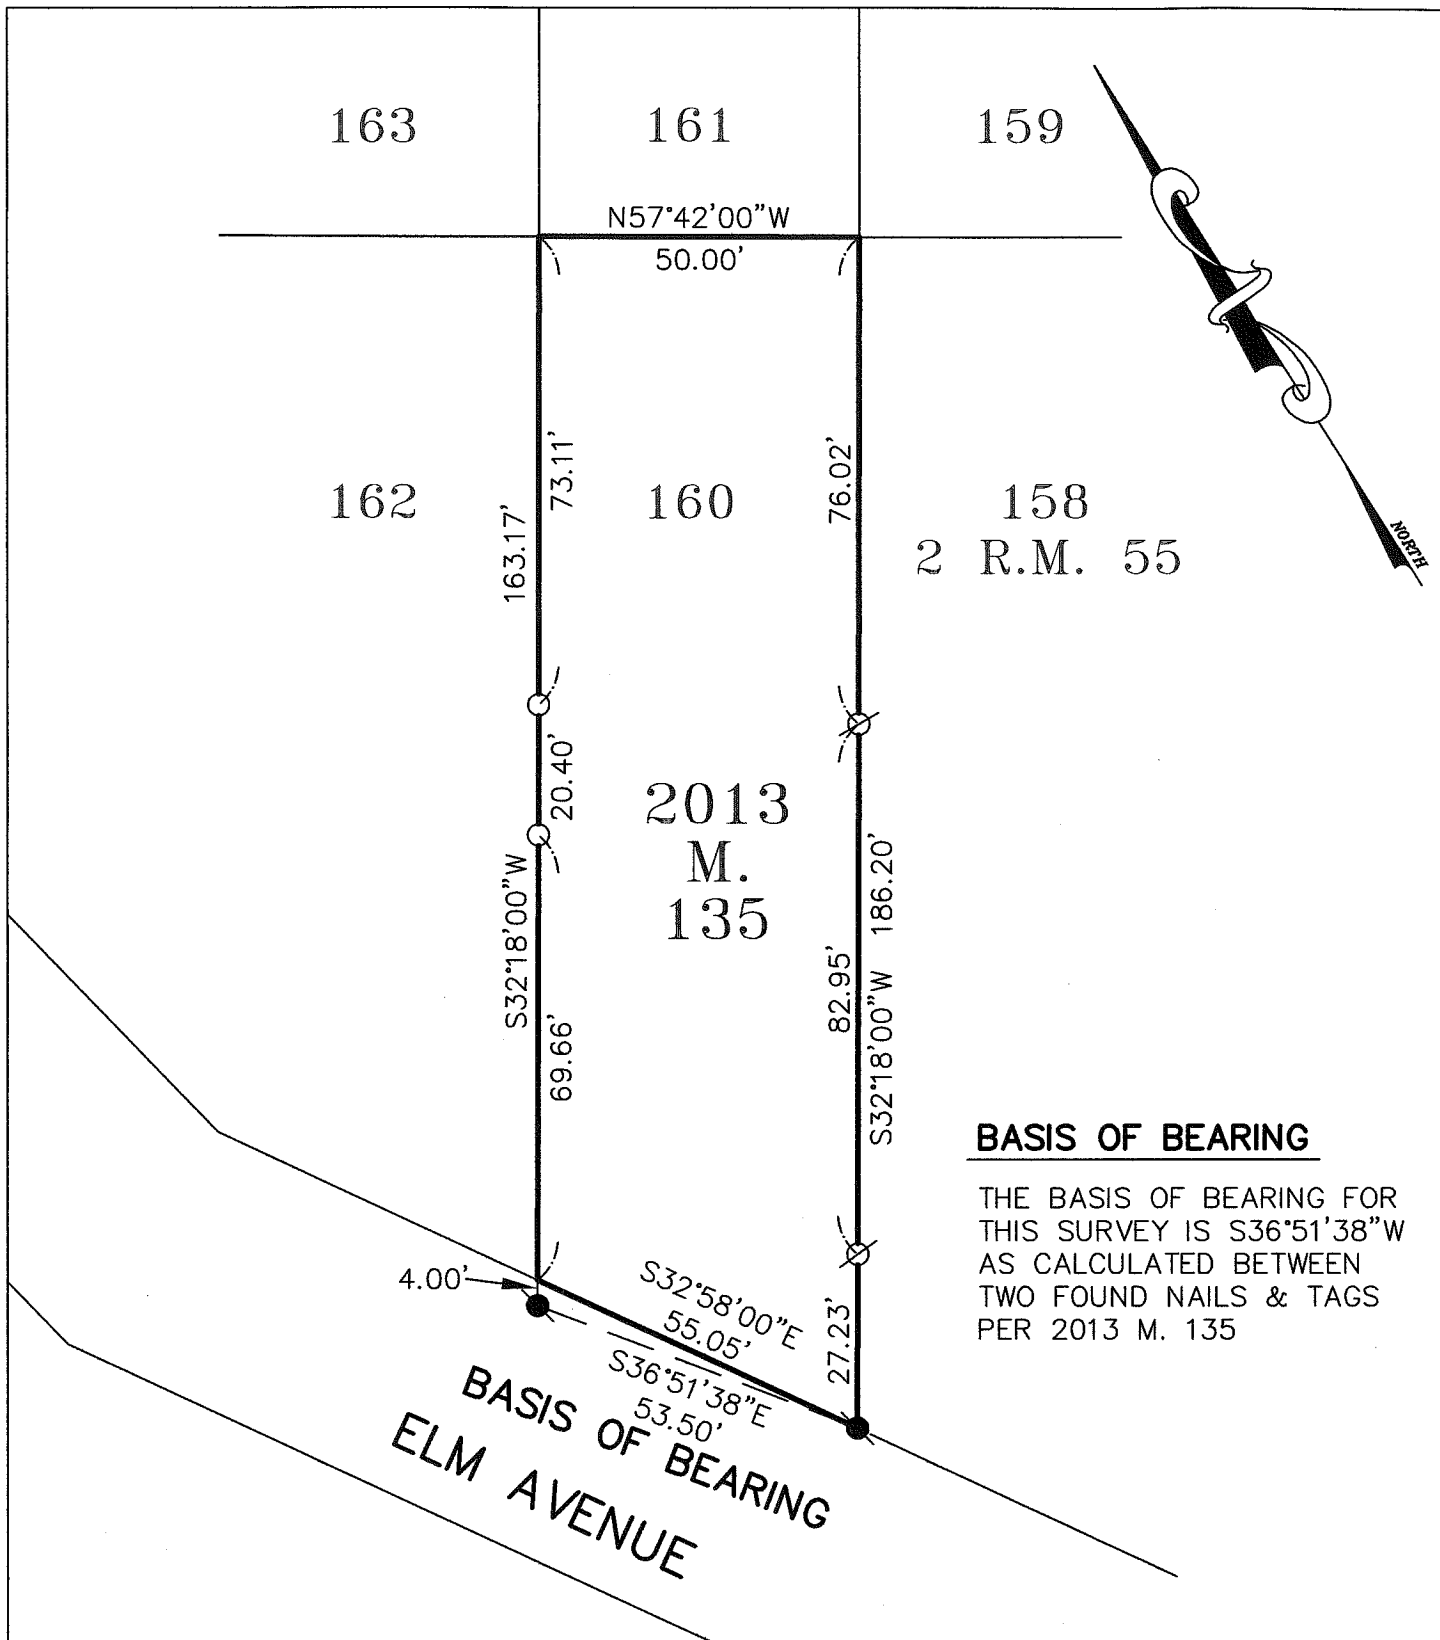 163
161
159
N57°42'00"W
50.00'
NORTH
162
163.17'
73.11'
160
76.02'
158
2 R.M. 55
20.40'
S32°18'00"W
69.66'
2013
M.
135
186.20'
82.95'
S32°18'00"W
27.23'
4.00'
S32°58'00"E
55.05'
S36°51'38"E
53.50'
BASIS OF BEARING
ELM AVENUE
BASIS OF BEARING
THE BASIS OF BEARING FOR
THIS SURVEY IS S36°51'38"W
AS CALCULATED BETWEEN
TWO FOUND NAILS & TAGS
PER 2013 M. 135